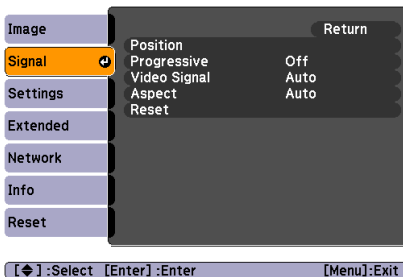 Image
Signal
Settings
Extended
Network
Info
Reset
Return
Position
Progressive Off
Video Signal Auto
Aspect Auto
Reset
[◆] :Select [Enter] :Enter [Menu]:Exit